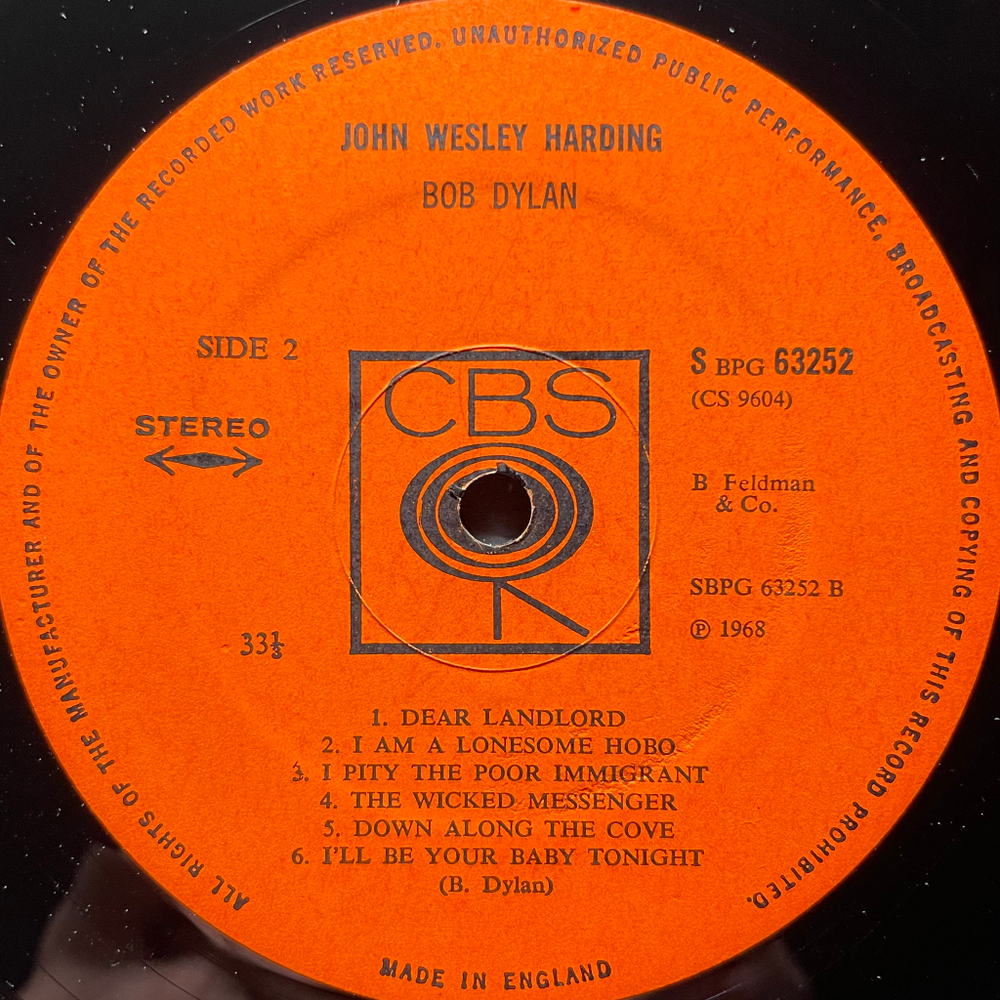 ALL RIGHTS OF THE MANUFACTURER AND OF THE OWNER OF THE RECORDED WORK RESERVED. UNAUTHORIZED PUBLIC PERFORMANCE, BROADCASTING AND COPYING OF THIS RECORD PROHIBITED.
JOHN WESLEY HARDING
BOB DYLAN
SIDE 2
STEREO
33⅓
CBS
S BPG 63252
(CS 9604)
B Feldman
& Co.
SBPG 63252 B
℗ 1968
1. DEAR LANDLORD
2. I AM A LONESOME HOBO
3. I PITY THE POOR IMMIGRANT
4. THE WICKED MESSENGER
5. DOWN ALONG THE COVE
6. I'LL BE YOUR BABY TONIGHT
(B. Dylan)
MADE IN ENGLAND